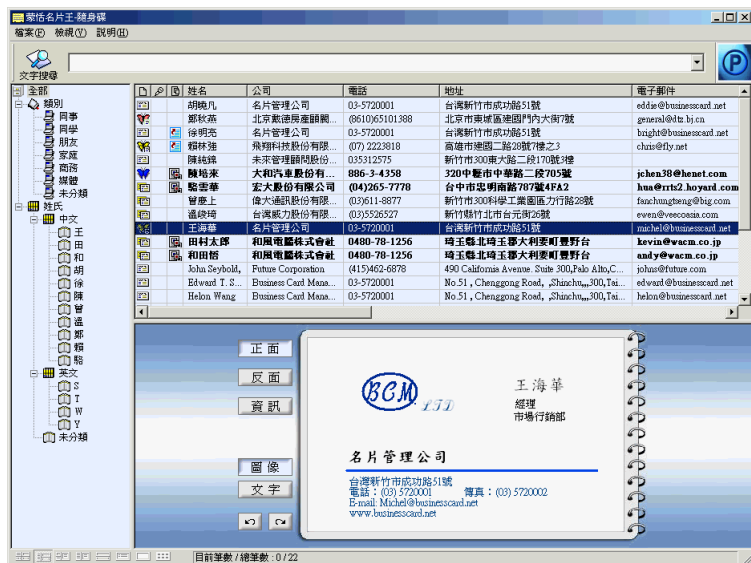 蒙恬名片王-隨身碟
檔案(F) 檢視(V) 說明(H)
文字搜尋
全部
類別
同事
同學
朋友
家庭
商務
媒體
未分類
姓氏
中文
王
田
和
胡
徐
陳
曾
溫
鄭
賴
駱
英文
S
T
W
Y
未分類
姓名 公司 電話 地址 電子郵件
胡曉凡 名片管理公司 03-5720001 台灣新竹市成功路51號 eddie@businesscard.net
鄭秋燕 北京戴德房產顧問... (8610)65101388 北京市東城區建國門內大街7號 general@dtz.bj.cn
徐明亮 名片管理公司 03-5720001 台灣新竹市成功路51號 bright@businesscard.net
賴林強 飛翔科技股份有限... (07) 2223818 高雄市建國二路28號7樓之3 chris@fly.net
陳純錦 未來管理顧問股份... 035312575 新竹市300東大路二段170號3樓
陳培來 大和汽車股份有... 886-3-4358 320中壢市中華路二段705號 jchen38@henet.com
駱雲華 宏大股份有限公司 (04)265-7778 台中市忠明南路787號4FA2 hua@rrts2.hoyard.com
曾慶上 偉大通訊股份有限... (03)611-8877 新竹市300科學工業園區力行路28號 fanchungtseng@big.com
溫峻琦 台灣威力股份有限... (03)5526527 新竹縣竹北市台元街26號 ewen@veecoasia.com
王海華 名片管理公司 03-5720001 台灣新竹市成功路51號 michel@businesscard.net
田村太郎 和風電腦株式会社 0480-78-1256 琦玉縣北琦玉郡大利要町豐野台 kevin@wacm.co.jp
和田悟 和風電腦株式会社 0480-78-1256 琦玉縣北琦玉郡大利要町豐野台 andy@wacm.co.jp
John Seybold, Future Corporation (415)462-6878 490 California Avenue. Suite 300,Palo Alto,C... johns@future.com
Edward T. S... Business Card Mana... 03-5720001 No.51 , Chenggong Road, ,Shinchu,,,300,Tai... edward@businesscard.net
Helon Wang Business Card Mana... 03-5720001 No.51 , Chenggong Road, ,Shinchu,,,300,Tai... helon@businesscard.net
正面
反面
資訊
圖像
文字
BCM LTD
王海華
經理
市場行銷部
名片管理公司
台灣新竹市成功路51號
電話：(03) 5720001 傳真：(03) 5720002
E-mail: Michel@businesscard.net
www.businesscard.net
目前筆數 / 總筆數 : 0 / 22